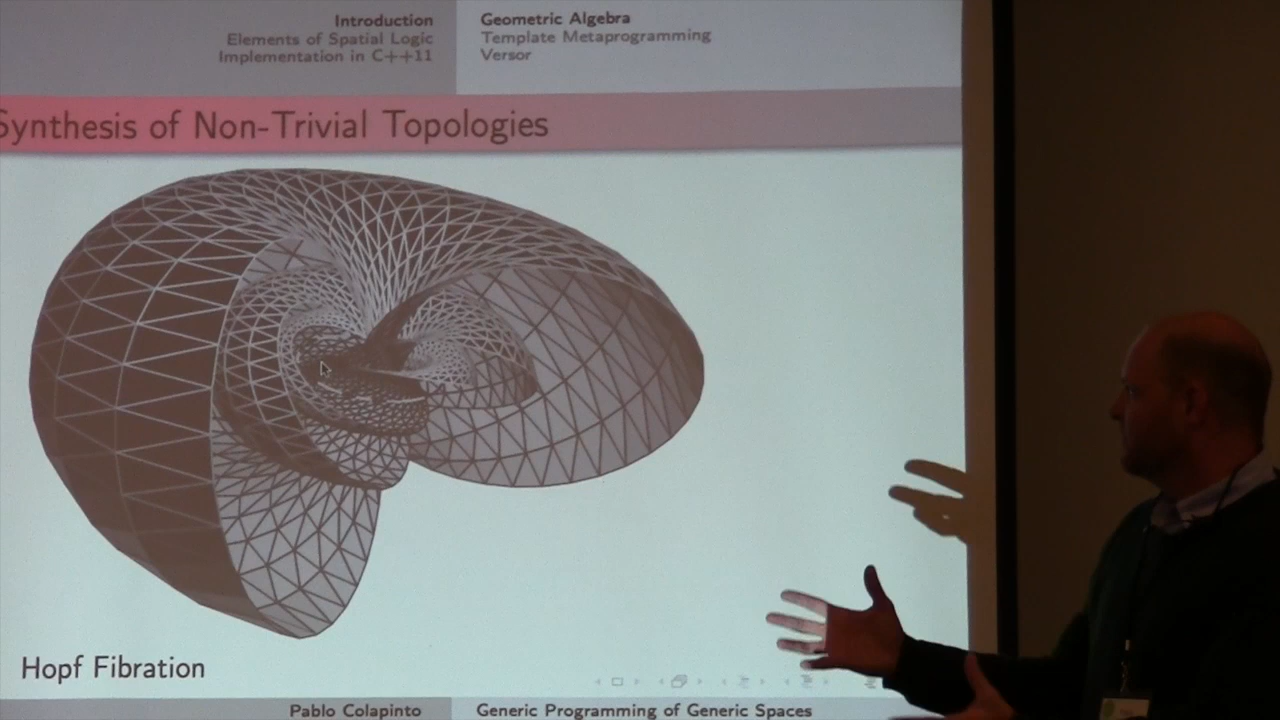 Introduction
Elements of Spatial Logic
Implementation in C++11
Geometric Algebra
Template Metaprogramming
Versor
Synthesis of Non-Trivial Topologies
Hopf Fibration
Pablo Colapinto
Generic Programming of Generic Spaces